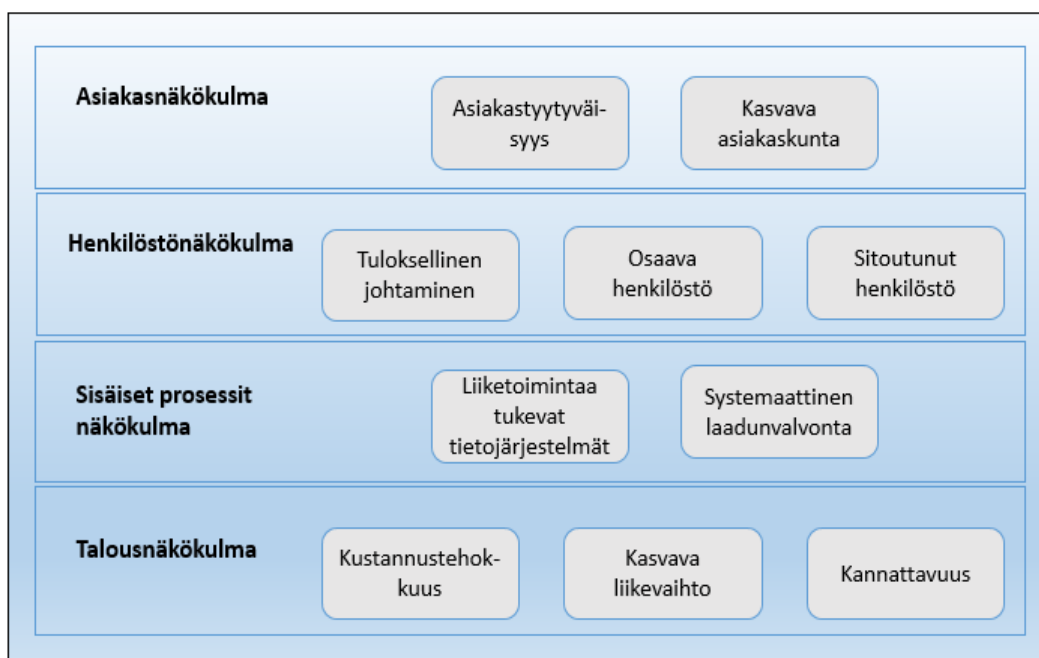 Asiakasnäkökulma
Asiakastyytyväi-
syys
Kasvava
asiakaskunta
Henkilöstönäkökulma
Tuloksellinen
johtaminen
Osaava
henkilöstö
Sitoutunut
henkilöstö
Sisäiset prosessit
näkökulma
Liiketoimintaa
tukevat
tietojärjestelmät
Systemaattinen
laadunvalvonta
Talousnäkökulma
Kustannustehok-
kuus
Kasvava
liikevaihto
Kannattavuus